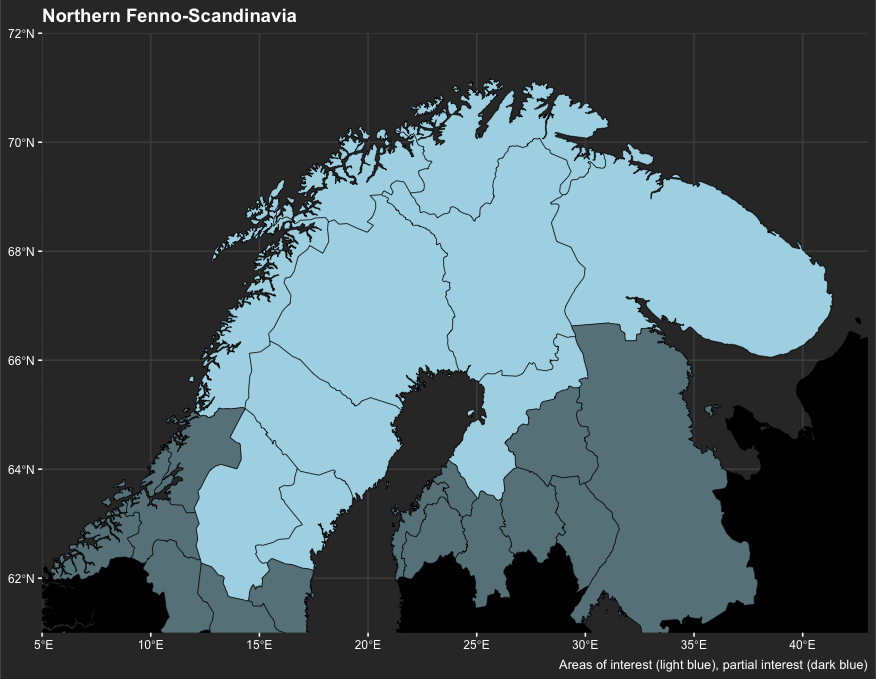 Northern Fenno-Scandinavia
72°N
70°N
68°N
66°N
64°N
62°N
5°E 10°E 15°E 20°E 25°E 30°E 35°E 40°E
Areas of interest (light blue), partial interest (dark blue)